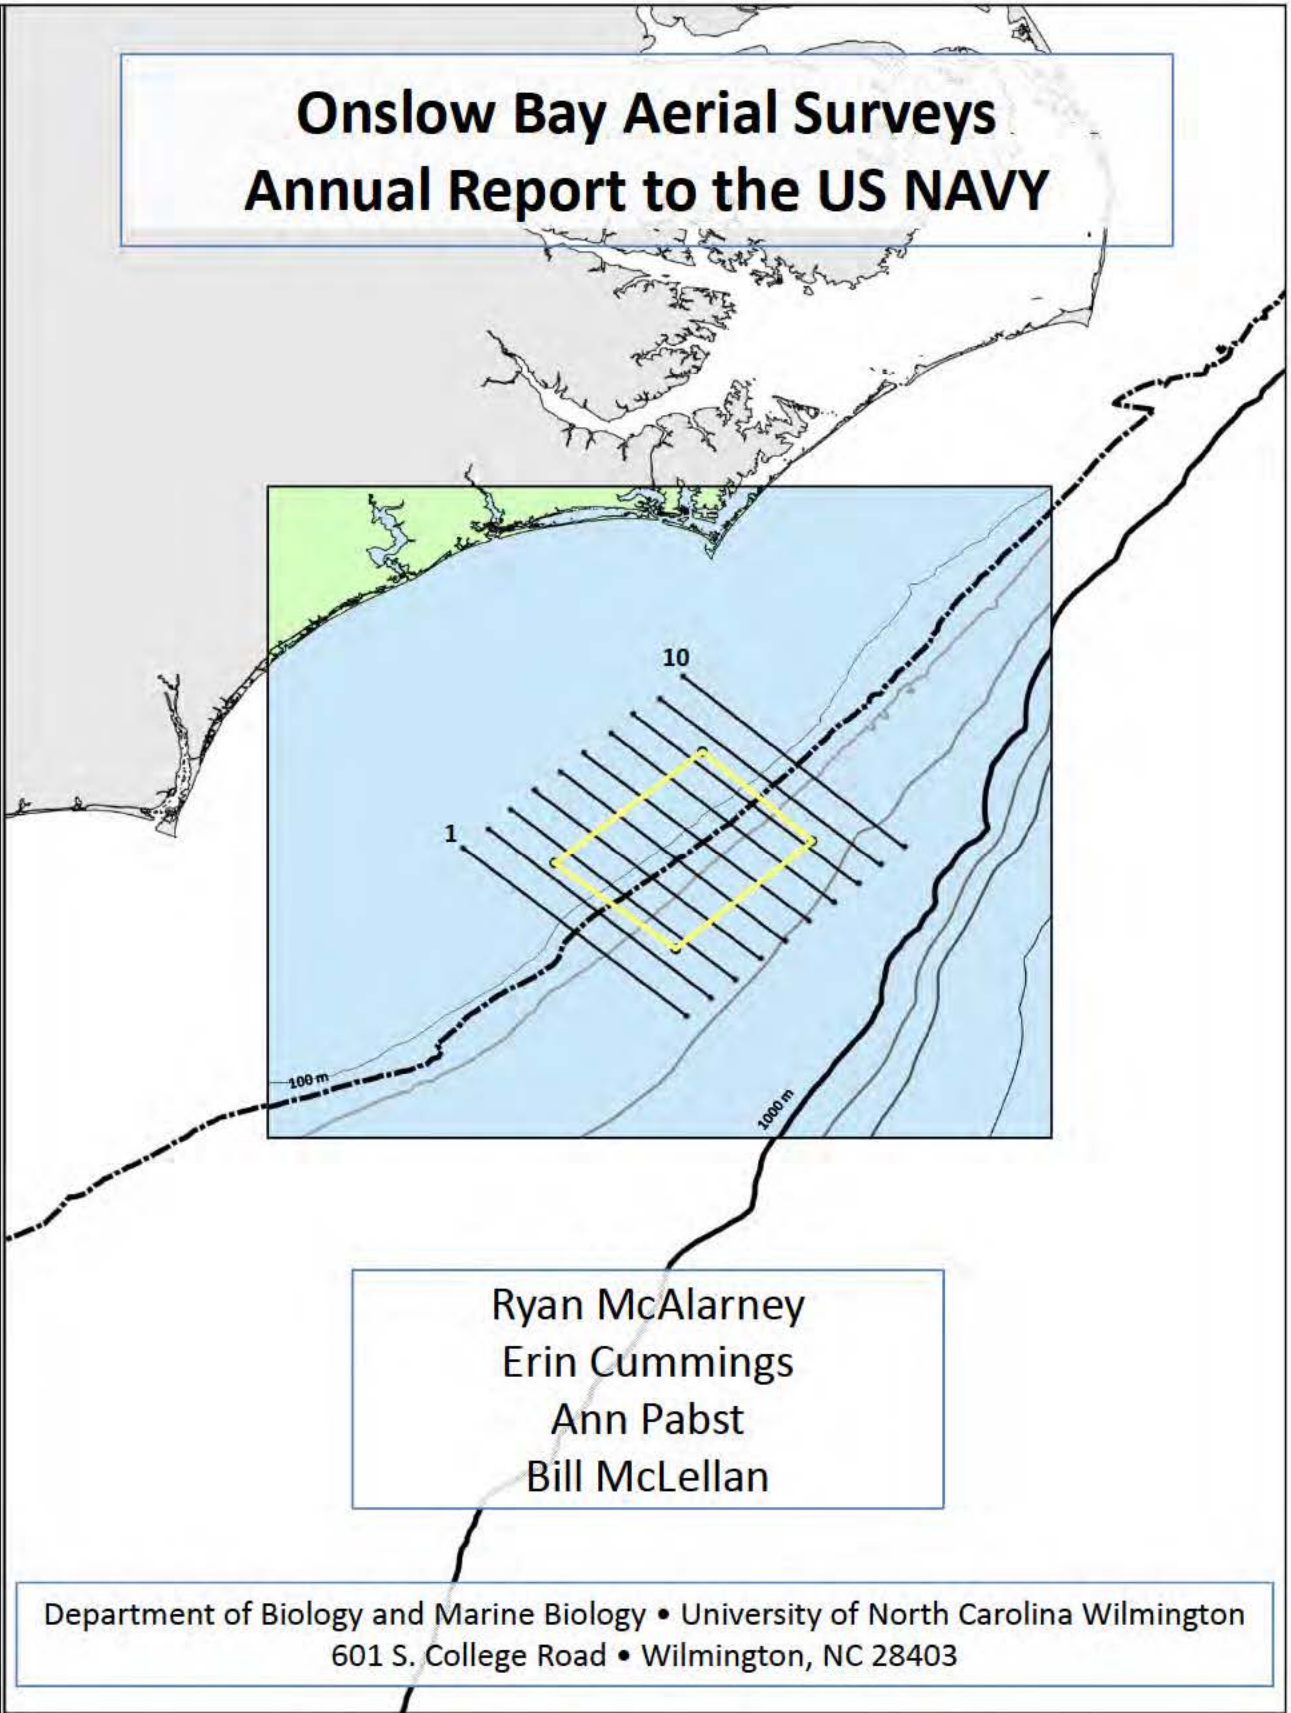 Onslow Bay Aerial Surveys
Annual Report to the US NAVY
10
1
100 m
1000 m
Ryan McAlarney
Erin Cummings
Ann Pabst
Bill McLellan
Department of Biology and Marine Biology • University of North Carolina Wilmington
601 S. College Road • Wilmington, NC 28403